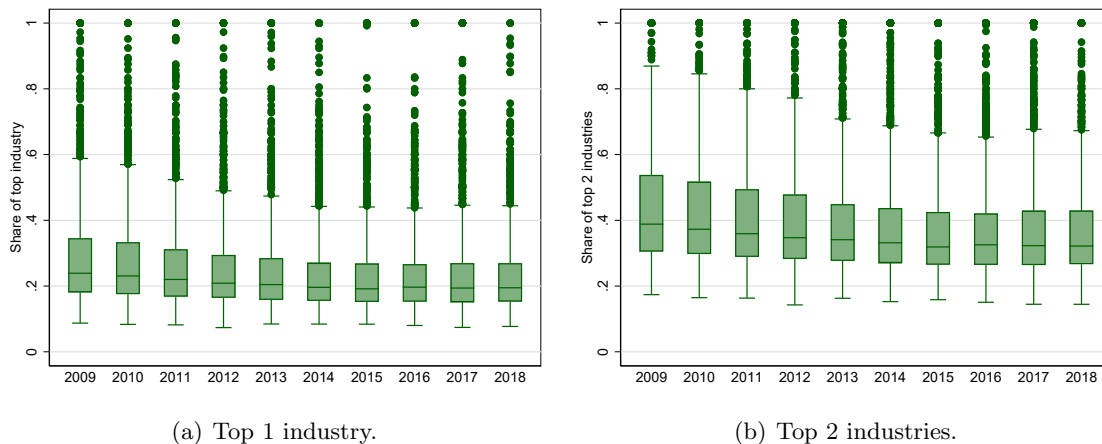 Share of top industry
0
.2
.4
.6
.8
1
2009 2010 2011 2012 2013 2014 2015 2016 2017 2018
(a) Top 1 industry.
Share of top 2 industries
0
.2
.4
.6
.8
1
2009 2010 2011 2012 2013 2014 2015 2016 2017 2018
(b) Top 2 industries.